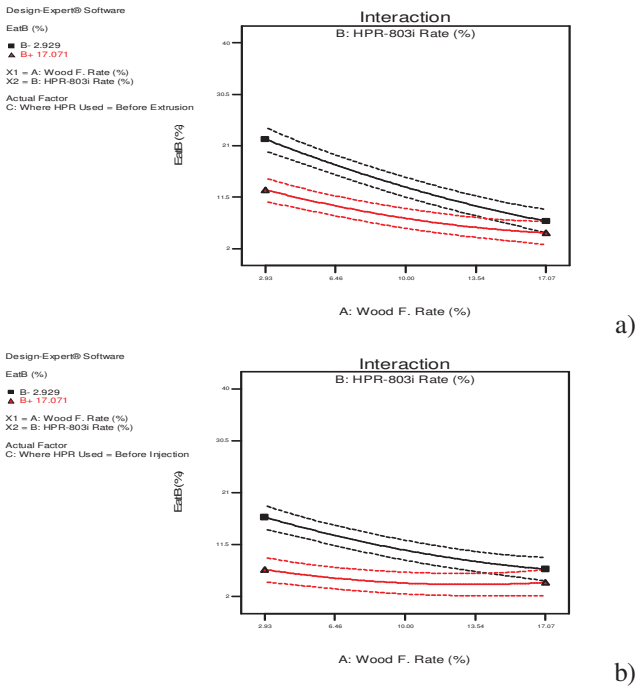 Design-Expert® Software
EatB (%)
B- 2.929
B+ 17.071
X1 = A: Wood F. Rate (%)
X2 = B: HPR-803i Rate (%)
Actual Factor
C: Where HPR Used = Before Extrusion
Interaction
B: HPR-803i Rate (%)
40
30.5
21
11.5
2
EatB (%)
2.93 6.46 10.00 13.54 17.07
A: Wood F. Rate (%)
a)
Design-Expert® Software
EatB (%)
B- 2.929
B+ 17.071
X1 = A: Wood F. Rate (%)
X2 = B: HPR-803i Rate (%)
Actual Factor
C: Where HPR Used = Before Injection
Interaction
B: HPR-803i Rate (%)
40
30.5
21
11.5
2
EatB (%)
2.93 6.46 10.00 13.54 17.07
A: Wood F. Rate (%)
b)